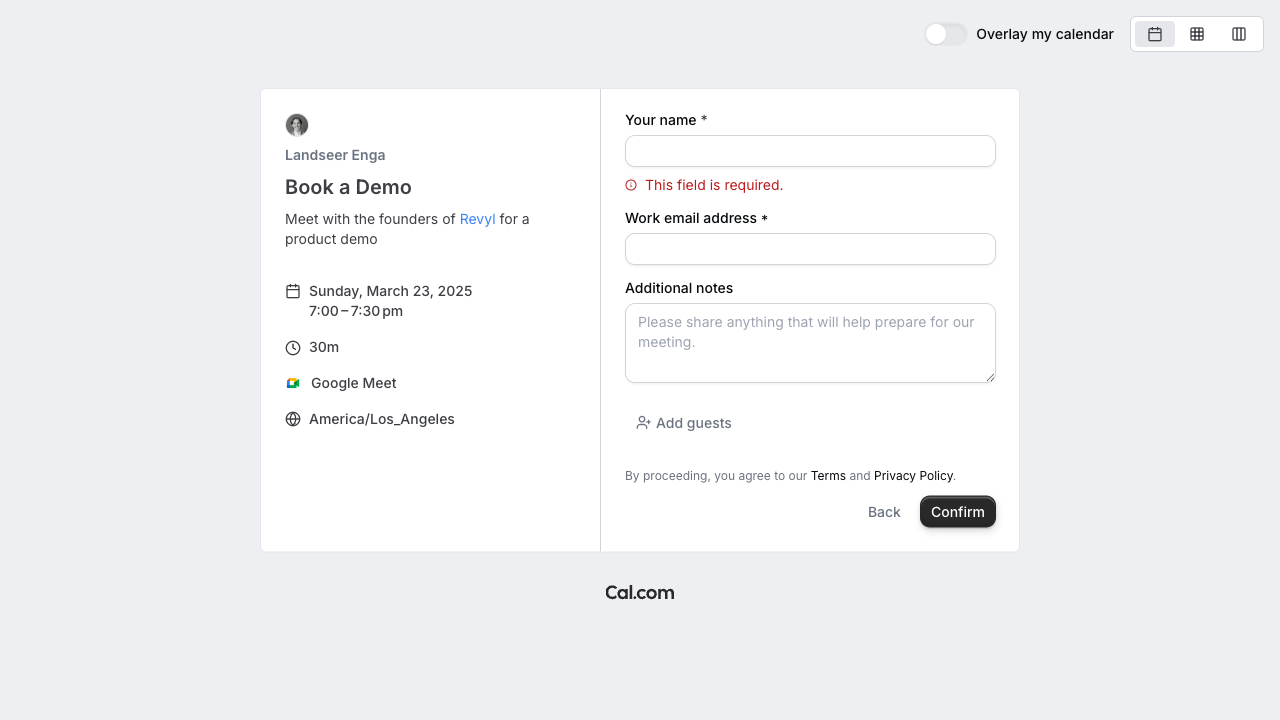 Overlay my calendar
Landseer Enga
Book a Demo
Meet with the founders of Revyl for a
product demo
Sunday, March 23, 2025
7:00 – 7:30 pm
30m
Google Meet
America/Los_Angeles
Your name *
This field is required.
Work email address *
Additional notes
Please share anything that will help prepare for our
meeting.
Add guests
By proceeding, you agree to our Terms and Privacy Policy.
Back
Confirm
Cal.com